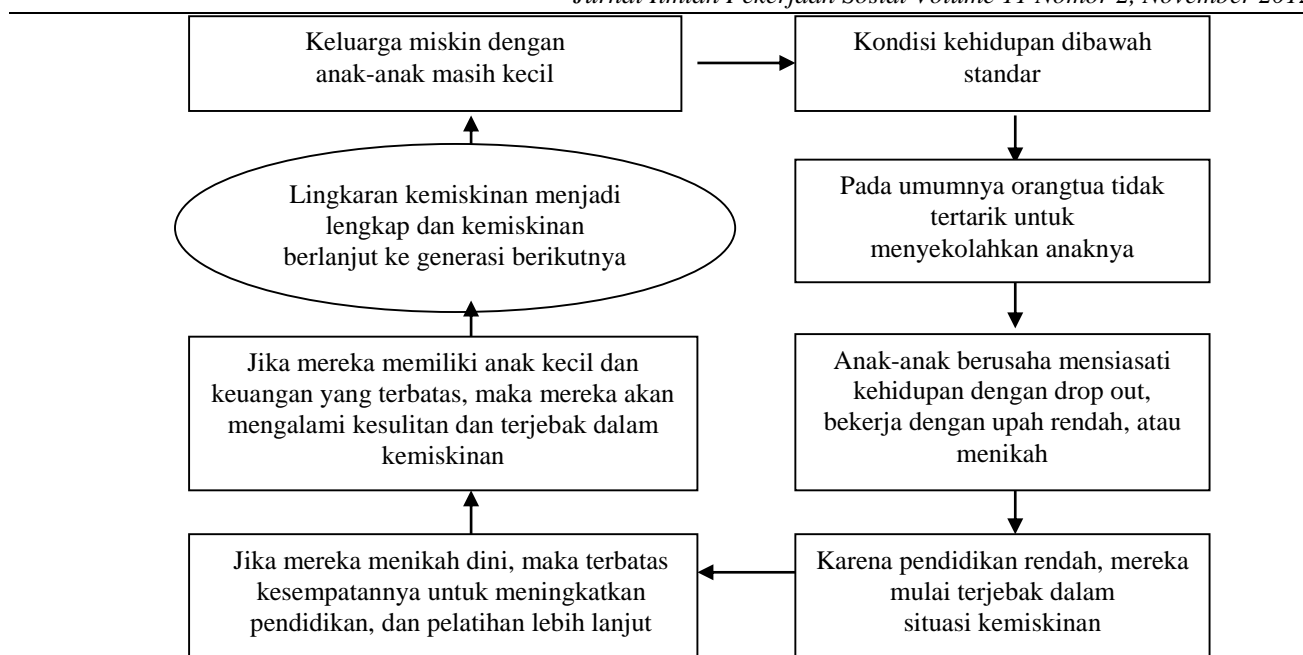 Jurnal Ilmiah Pekerjaan Sosial Volume 11 Nomor 2, November 2012
Keluarga miskin dengan
anak-anak masih kecil
Kondisi kehidupan dibawah
standar
Pada umumnya orangtua tidak
tertarik untuk
menyekolahkan anaknya
Anak-anak berusaha mensiasati
kehidupan dengan drop out,
bekerja dengan upah rendah, atau
menikah
Karena pendidikan rendah, mereka
mulai terjebak dalam
situasi kemiskinan
Jika mereka menikah dini, maka terbatas
kesempatannya untuk meningkatkan
pendidikan, dan pelatihan lebih lanjut
Jika mereka memiliki anak kecil dan
keuangan yang terbatas, maka mereka akan
mengalami kesulitan dan terjebak dalam
kemiskinan
Lingkaran kemiskinan menjadi
lengkap dan kemiskinan
berlanjut ke generasi berikutnya